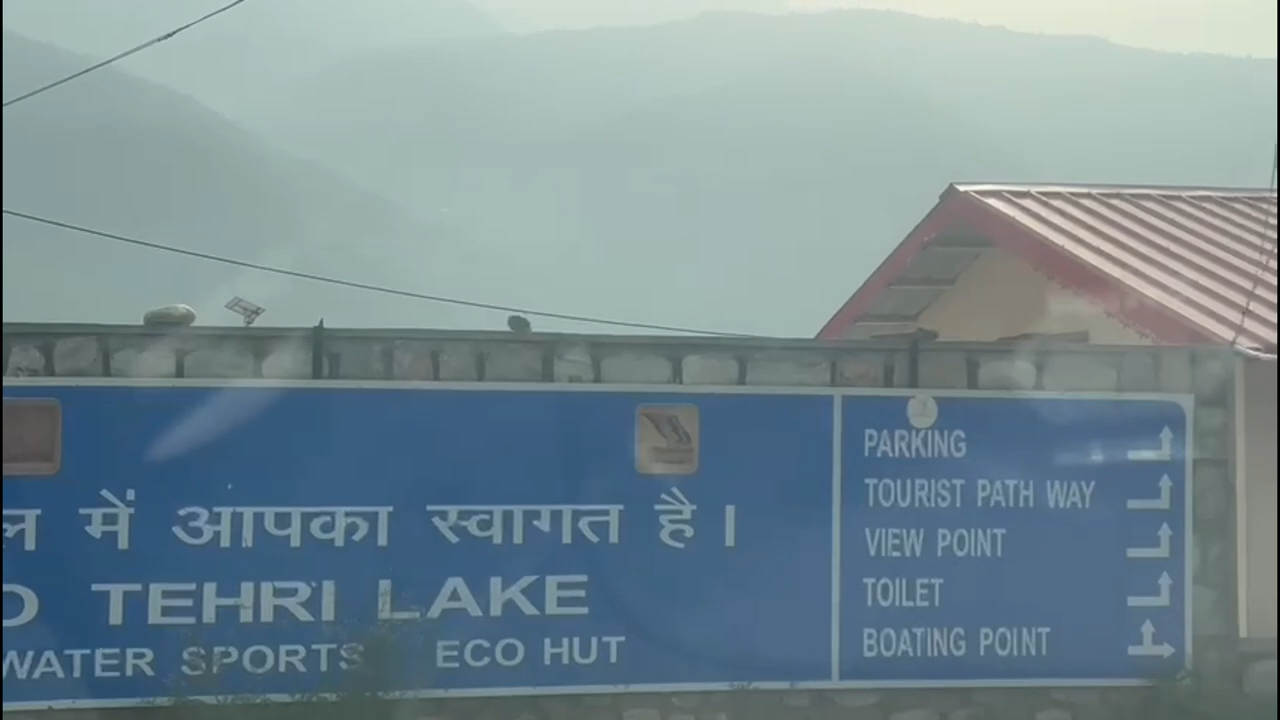 में आपका स्वागत है।
TEHRI LAKE
WATER SPORTS ECO HUT
PARKING
TOURIST PATH WAY
VIEW POINT
TOILET
BOATING POINT